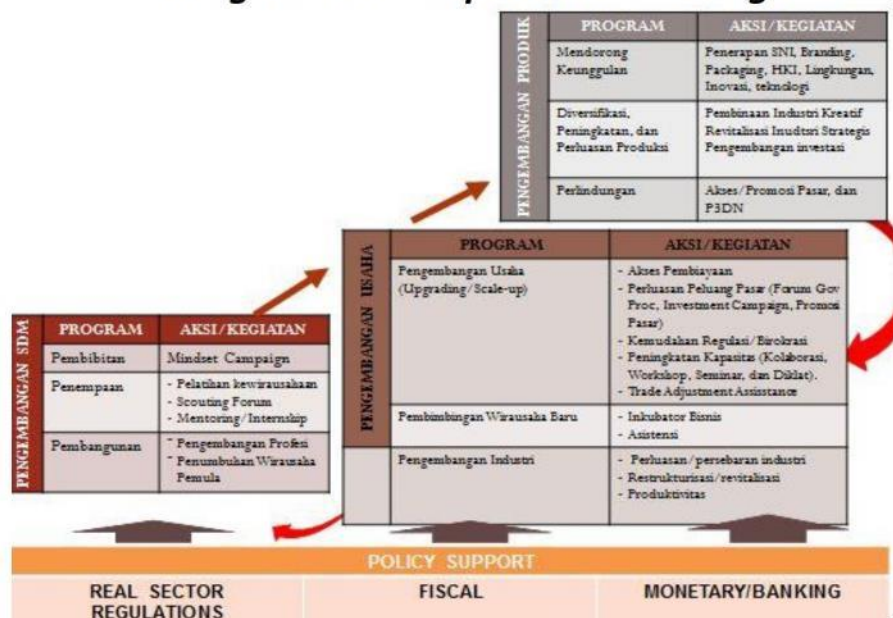 PENGEMBANGAN PRODUK
PROGRAM
AKSI/KEGIATAN
Mendorong
Keunggulan
Penerapan SNI, Branding,
Packaging, HKI, Lingkungan,
Inovasi, teknologi
Diversifikasi,
Peningkatan, dan
Perluasan Produksi
Pembinaan Industri Kreatif
Revitalisasi Inudtsri Strategis
Pengembangan investasi
Perlindungan
Akses/Promosi Pasar, dan
P3DN
PENGEMBANGAN USAHA
PROGRAM
AKSI/KEGIATAN
Pengembangan Usaha
(Upgrading/Scale-up)
- Akses Pembiayaan
- Perluasan Peluang Pasar (Forum Gov
Proc, Investment Campaign, Promosi
Pasar)
- Kemudahan Regulasi/Birokrasi
- Peningkatan Kapasitas (Kolaborasi,
Workshop, Seminar, dan Diklat).
- Trade Adjustment Assisstance
Pembimbingan Wirausaha Baru
- Inkubator Bisnis
- Asistensi
Pengembangan Industri
- Perluasan/persebaran industri
- Restrukturisasi/revitalisasi
- Produktivitas
PENGEMBANGAN SDM
PROGRAM
AKSI/KEGIATAN
Pembibitan
Mindset Campaign
Penempaan
- Pelatihan kewirausahaan
- Scouting Forum
- Mentoring/Internship
Pembangunan
- Pengembangan Profesi
- Penumbuhan Wirausaha
Pemula
POLICY SUPPORT
REAL SECTOR
REGULATIONS
FISCAL
MONETARY/BANKING